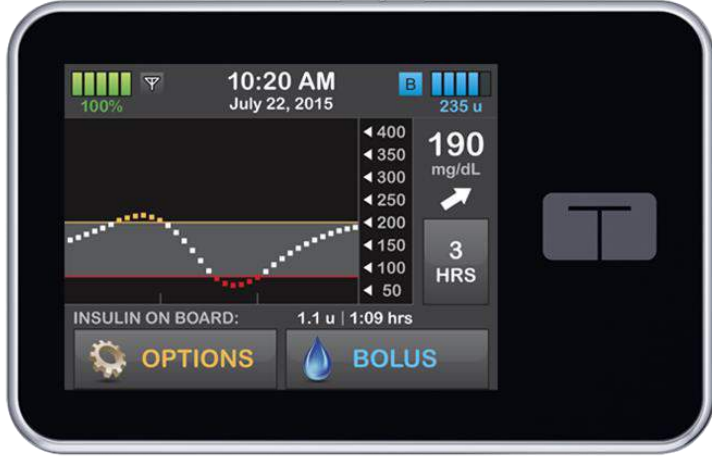 10:20 AM
B
100%
July 22, 2015
235 u
400
350
300
250
200
150
100
50
190
mg/dL
3
HRS
INSULIN ON BOARD: 1.1 u | 1:09 hrs
OPTIONS
BOLUS